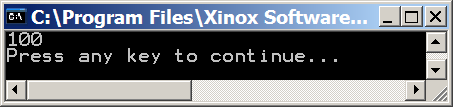 C:\Program Files\Xinox Software...
100
Press any key to continue...